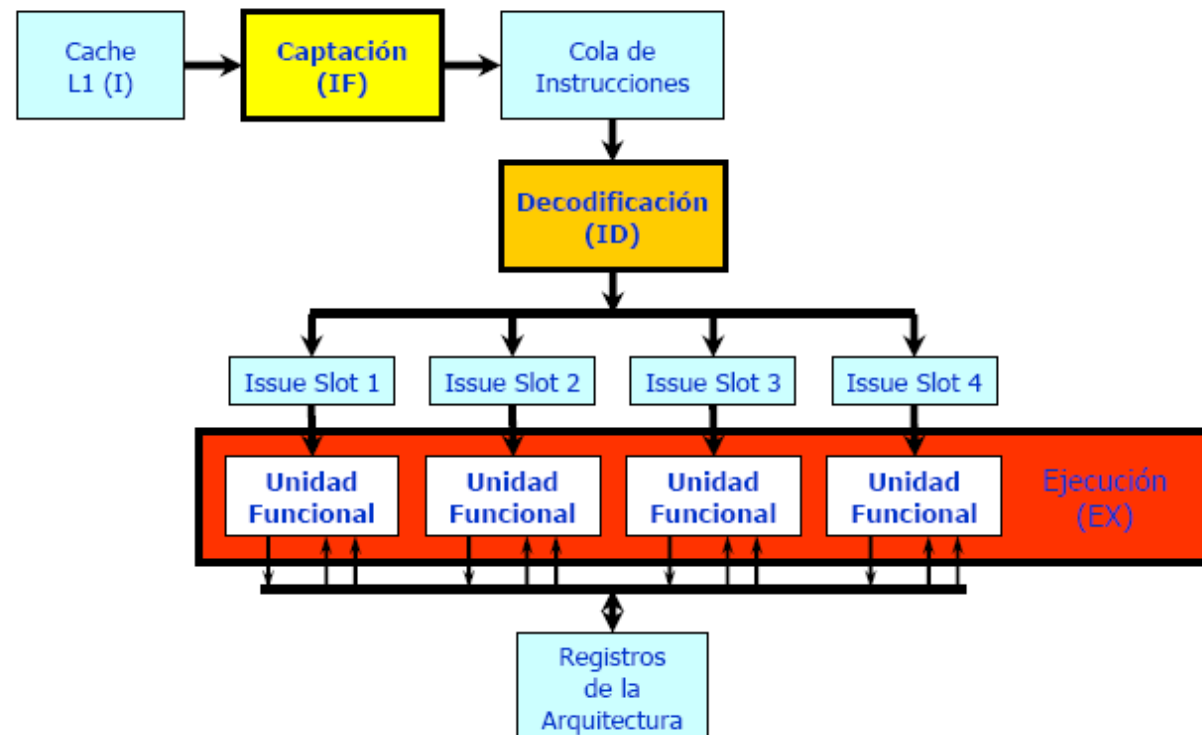 Cache
L1 (I)
Captación
(IF)
Cola de
Instrucciones
Decodificación
(ID)
Issue Slot 1
Issue Slot 2
Issue Slot 3
Issue Slot 4
Unidad
Funcional
Unidad
Funcional
Unidad
Funcional
Unidad
Funcional
Ejecución
(EX)
Registros
de la
Arquitectura